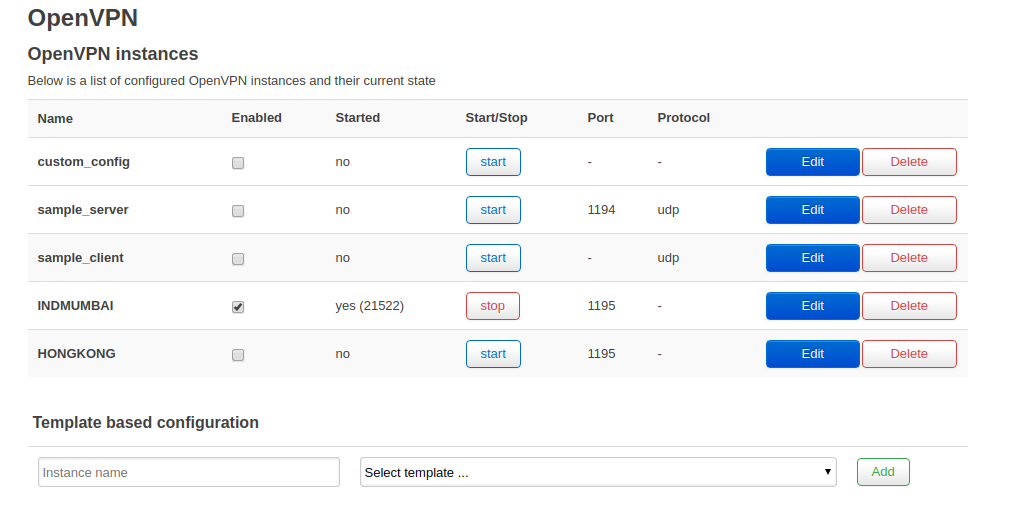 OpenVPN
OpenVPN instances
Below is a list of configured OpenVPN instances and their current state
Name Enabled Started Start/Stop Port Protocol
custom_config no start - - Edit Delete
sample_server no start 1194 udp Edit Delete
sample_client no start - udp Edit Delete
INDMUMBAI yes (21522) stop 1195 - Edit Delete
HONGKONG no start 1195 - Edit Delete
Template based configuration
Instance name Select template ... Add